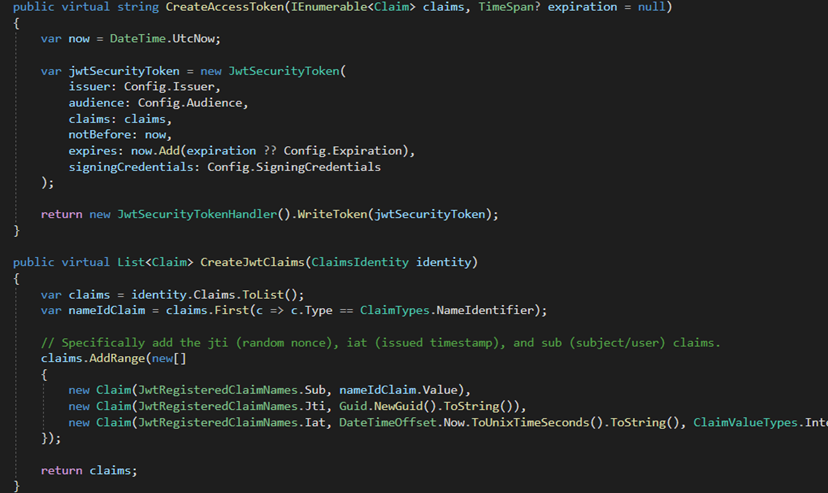 public virtual string CreateAccessToken(IEnumerable<Claim> claims, TimeSpan? expiration = null)
{
var now = DateTime.UtcNow;
var jwtSecurityToken = new JwtSecurityToken(
issuer: Config.Issuer,
audience: Config.Audience,
claims: claims,
notBefore: now,
expires: now.Add(expiration ?? Config.Expiration),
signingCredentials: Config.SigningCredentials
);
return new JwtSecurityTokenHandler().WriteToken(jwtSecurityToken);
}
public virtual List<Claim> CreateJwtClaims(ClaimsIdentity identity)
{
var claims = identity.Claims.ToList();
var nameIdClaim = claims.First(c => c.Type == ClaimTypes.NameIdentifier);
// Specifically add the jti (random nonce), iat (issued timestamp), and sub (subject/user) claims.
claims.AddRange(new[]
{
new Claim(JwtRegisteredClaimNames.Sub, nameIdClaim.Value),
new Claim(JwtRegisteredClaimNames.Jti, Guid.NewGuid().ToString()),
new Claim(JwtRegisteredClaimNames.Iat, DateTimeOffset.Now.ToUnixTimeSeconds().ToString(), ClaimValueTypes.Inte
});
return claims;
}